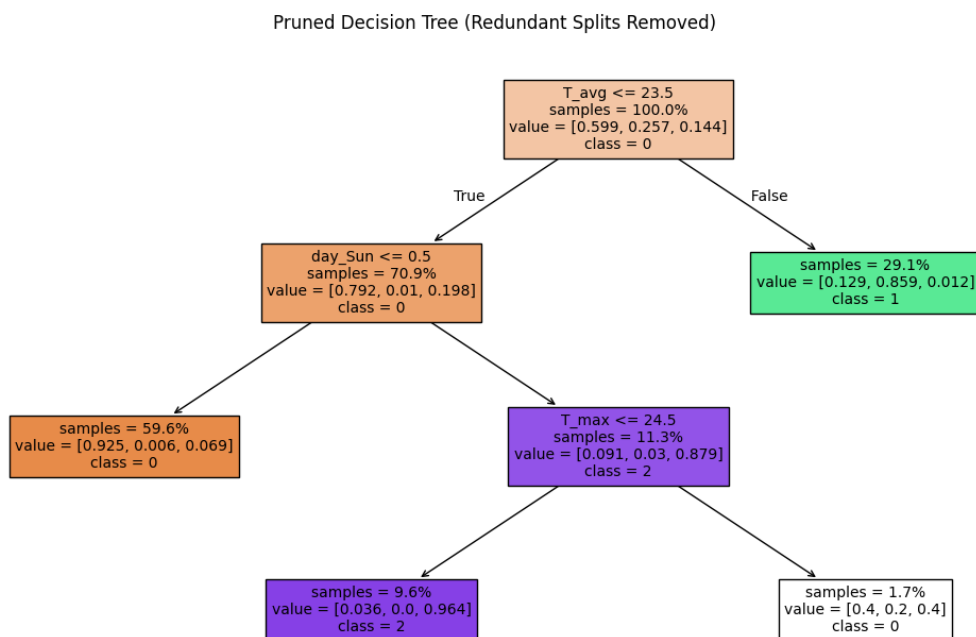 Pruned Decision Tree (Redundant Splits Removed)
T_avg <= 23.5
samples = 100.0%
value = [0.599, 0.257, 0.144]
class = 0
True
False
day_Sun <= 0.5
samples = 70.9%
value = [0.792, 0.01, 0.198]
class = 0
samples = 29.1%
value = [0.129, 0.859, 0.012]
class = 1
samples = 59.6%
value = [0.925, 0.006, 0.069]
class = 0
T_max <= 24.5
samples = 11.3%
value = [0.091, 0.03, 0.879]
class = 2
samples = 9.6%
value = [0.036, 0.0, 0.964]
class = 2
samples = 1.7%
value = [0.4, 0.2, 0.4]
class = 0